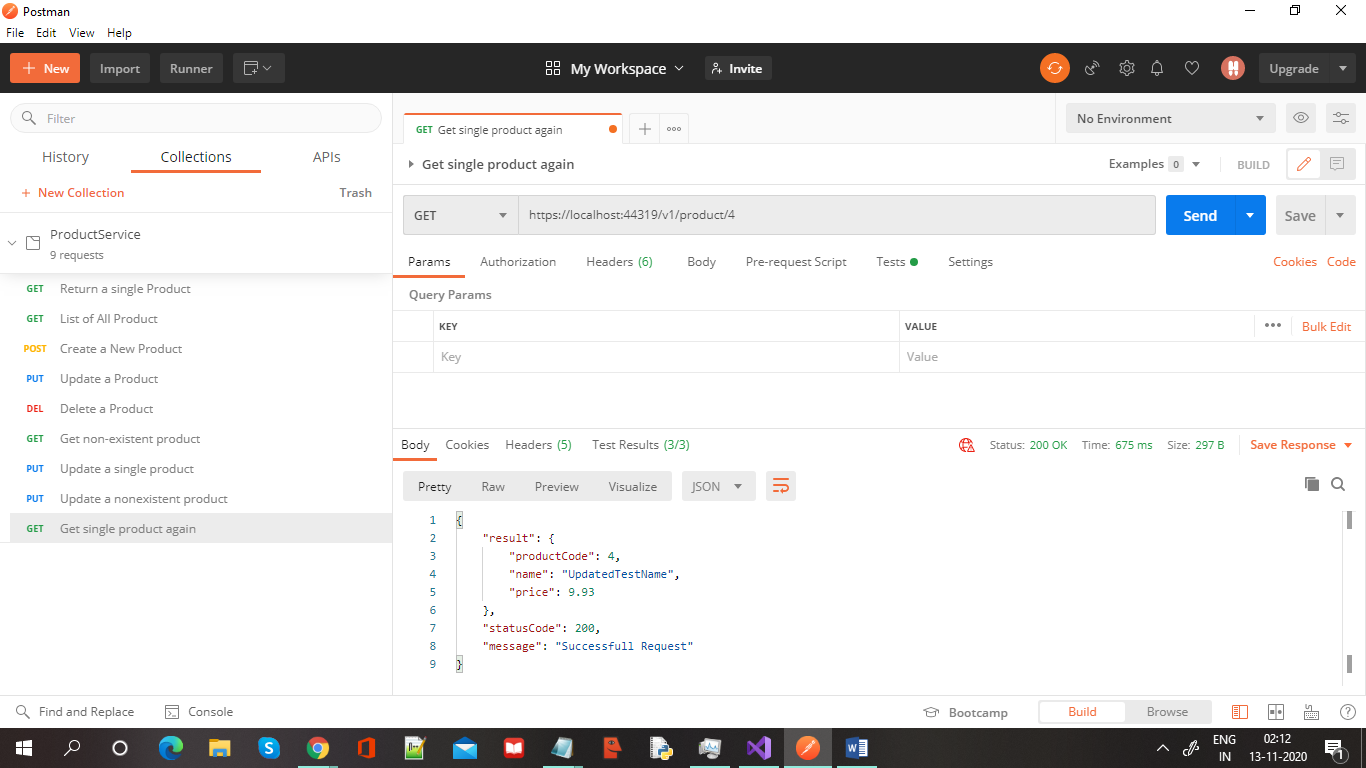 Postman
File Edit View Help
+ New Import Runner My Workspace Invite Upgrade
Filter
History Collections APIs
+ New Collection Trash
ProductService
9 requests
GET Return a single Product
GET List of All Product
POST Create a New Product
PUT Update a Product
DEL Delete a Product
GET Get non-existent product
PUT Update a single product
PUT Update a nonexistent product
GET Get single product again
GET Get single product again No Environment
Get single product again Examples 0 BUILD
GET https://localhost:44319/v1/product/4 Send Save
Params Authorization Headers (6) Body Pre-request Script Tests Settings Cookies Code
Query Params
KEY VALUE ••• Bulk Edit
Key Value
Body Cookies Headers (5) Test Results (3/3) Status: 200 OK Time: 675 ms Size: 297 B Save Response
Pretty Raw Preview Visualize JSON
1 {
2 "result": {
3 "productCode": 4,
4 "name": "UpdatedTestName",
5 "price": 9.93
6 },
7 "statusCode": 200,
8 "message": "Successfull Request"
9 }
Find and Replace Console Bootcamp Build Browse
ENG 02:12
IN 13-11-2020 1